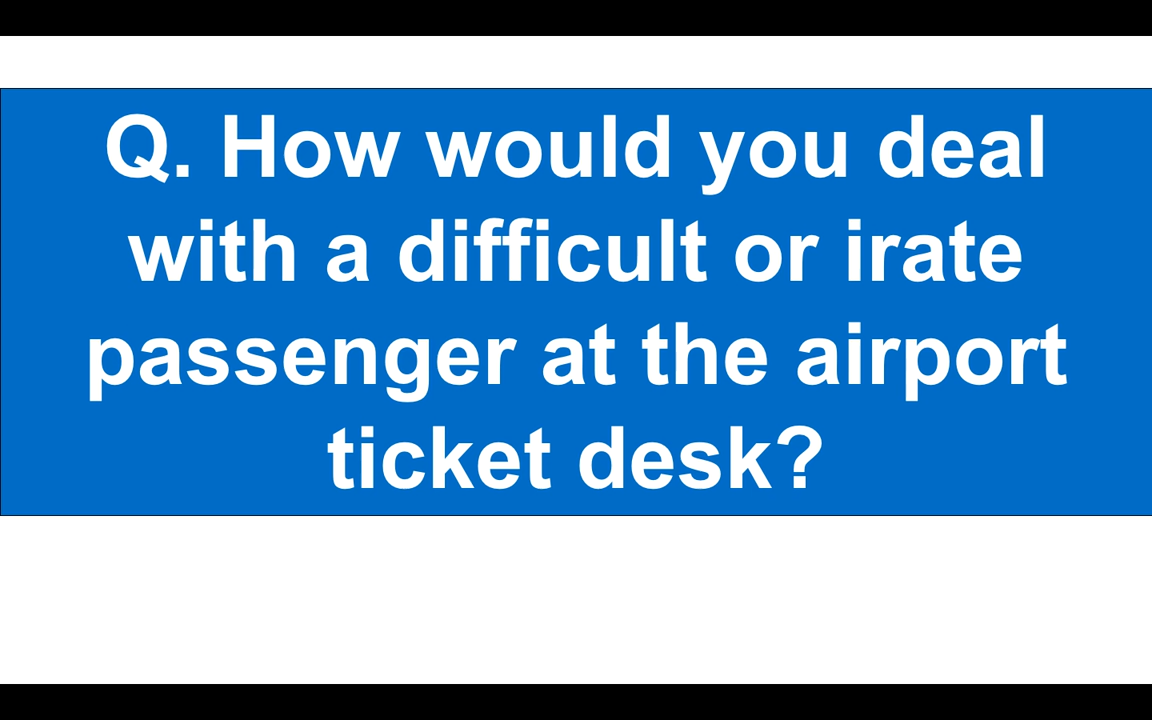 Q. How would you deal
with a difficult or irate
passenger at the airport
ticket desk?